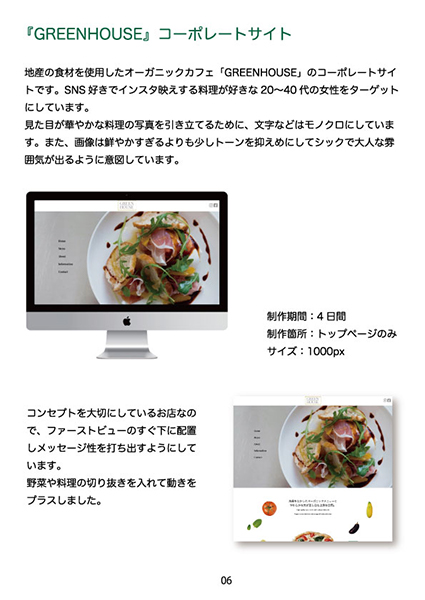 『GREENHOUSE』コーポレートサイト
地産の食材を使用したオーガニックカフェ「GREENHOUSE」のコーポレートサイ
トです。SNS 好きでインスタ映えする料理が好きな 20〜40 代の女性をターゲット
にしています。
見た目が華やかな料理の写真を引き立てるために、文字などはモノクロにしていま
す。また、画像は鮮やかすぎるよりも少しトーンを抑えめにしてシックで大人な雰
囲気が出るように意図しています。
制作期間：4 日間
制作箇所：トップページのみ
サイズ：1000px
コンセプトを大切にしているお店なの
で、ファーストビューのすぐ下に配置
しメッセージ性を打ち出すようにして
います。
野菜や料理の切り抜きを入れて動きを
プラスしました。
06